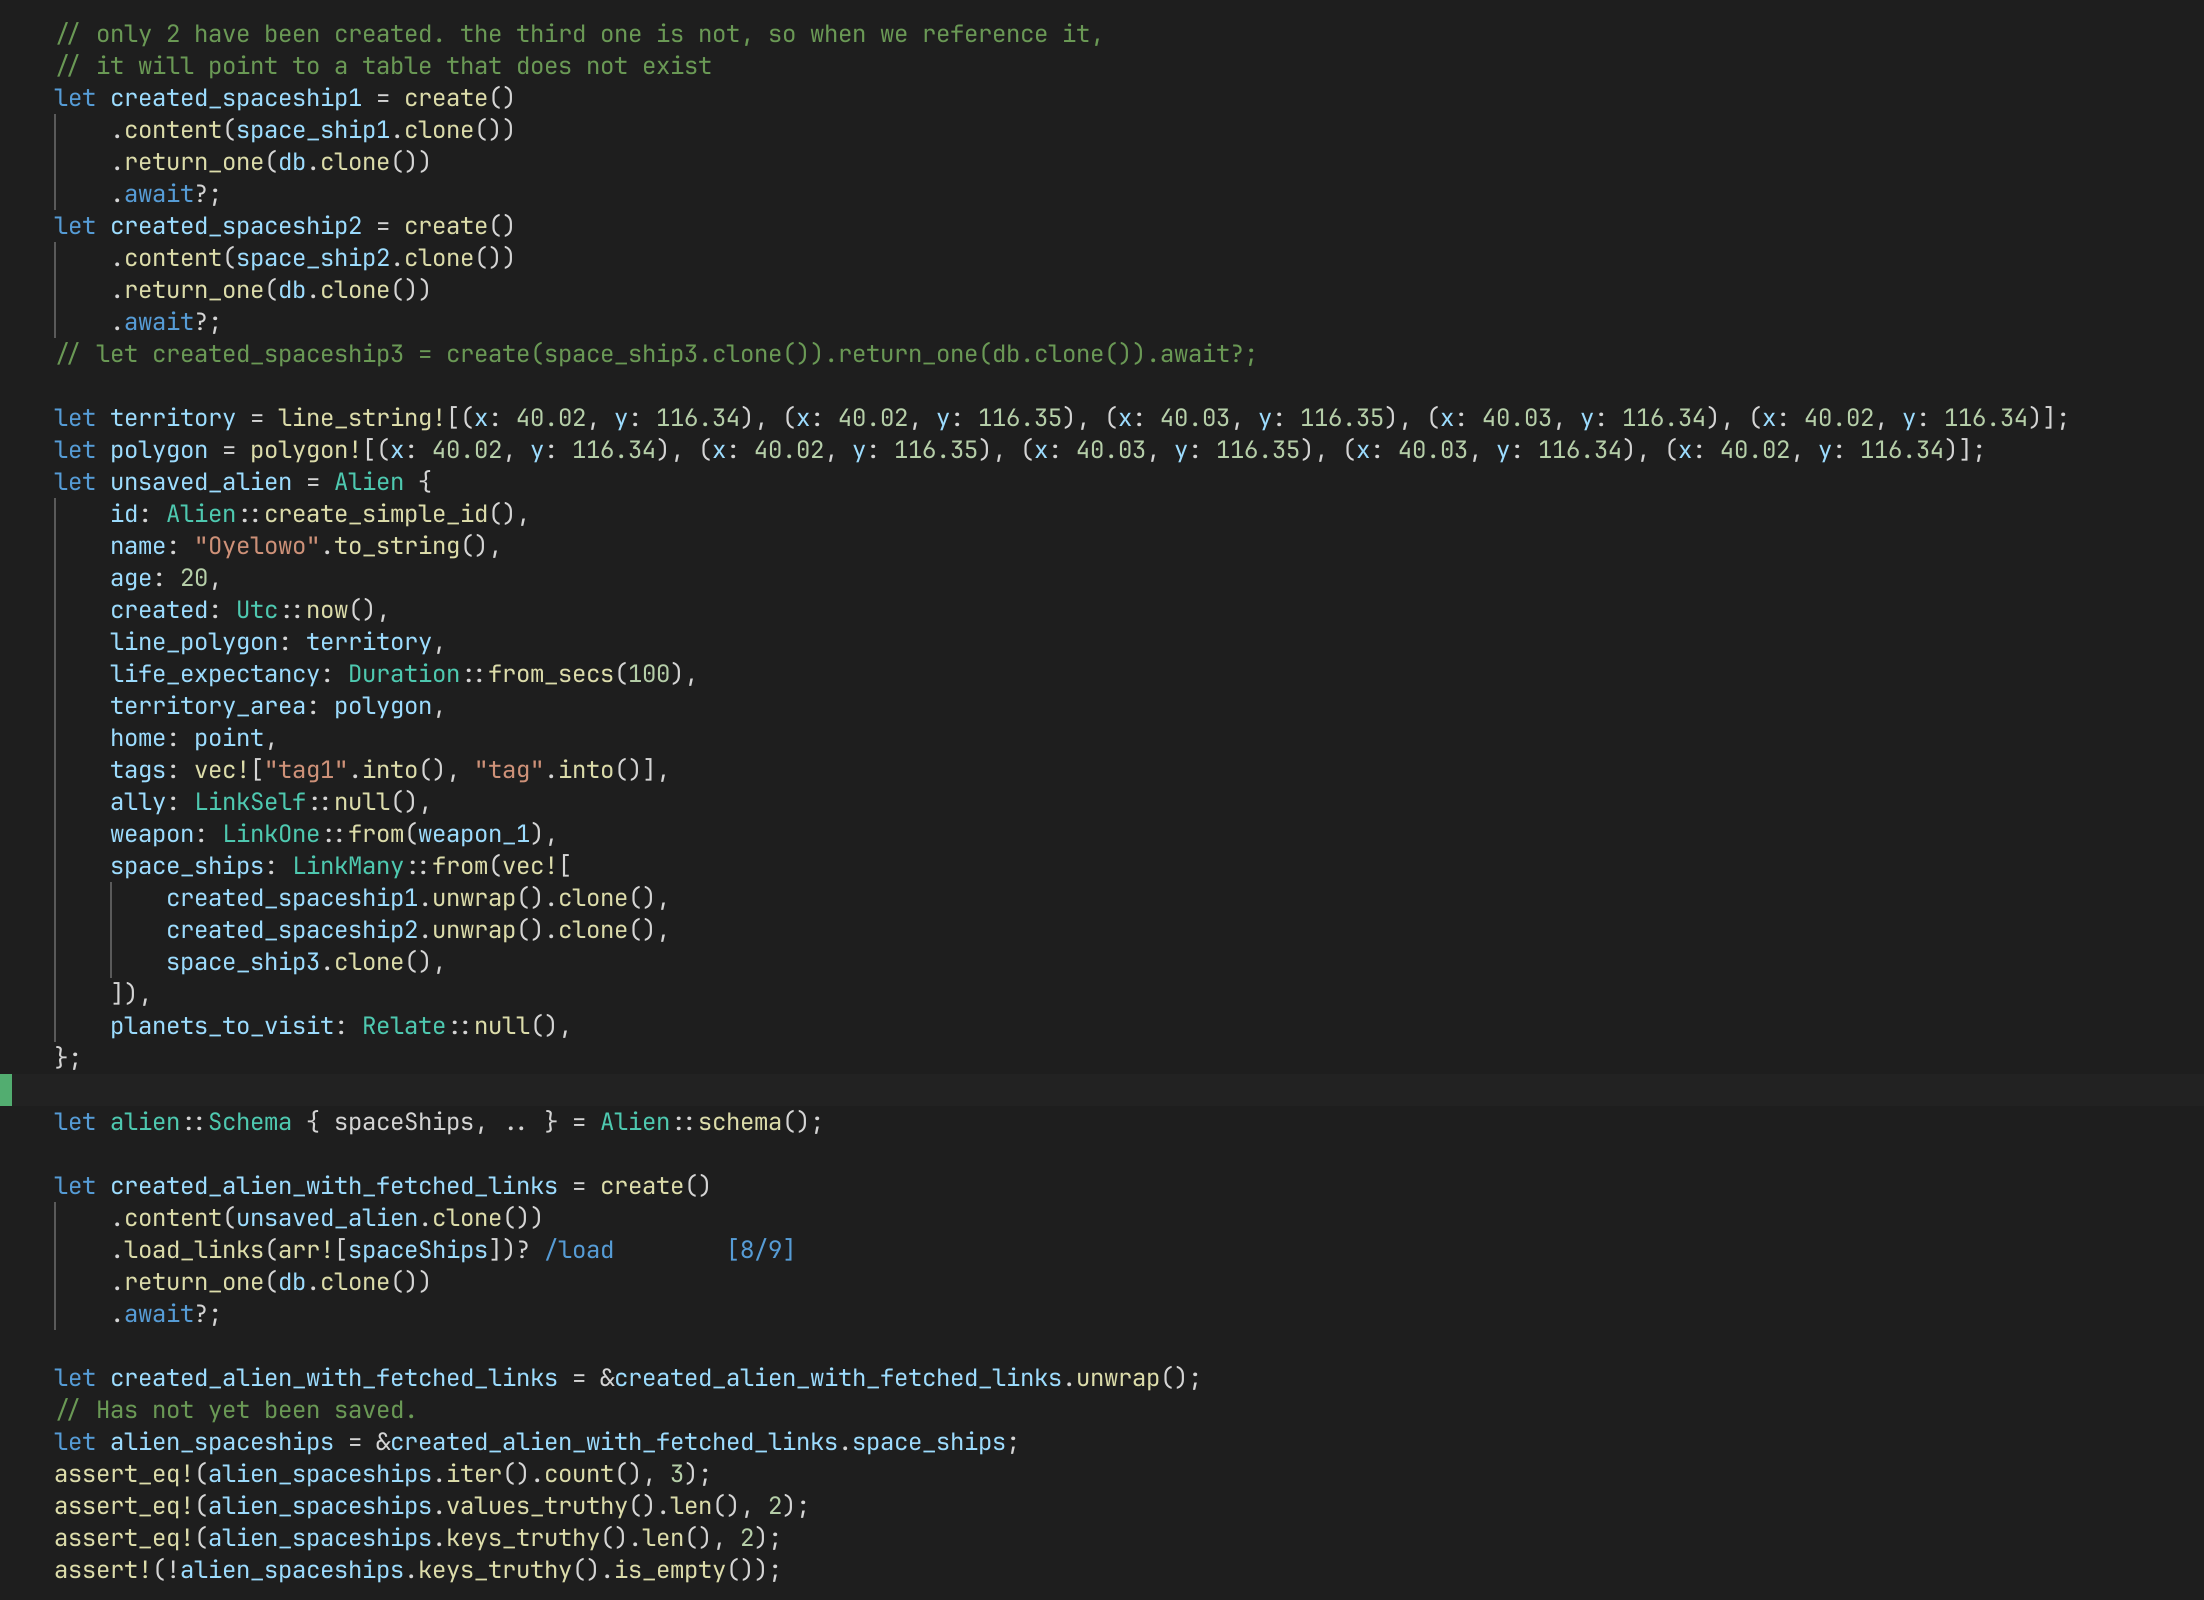 // only 2 have been created. the third one is not, so when we reference it,
// it will point to a table that does not exist
let created_spaceship1 = create()
    .content(space_ship1.clone())
    .return_one(db.clone())
    .await?;
let created_spaceship2 = create()
    .content(space_ship2.clone())
    .return_one(db.clone())
    .await?;
// let created_spaceship3 = create(space_ship3.clone()).return_one(db.clone()).await?;

let territory = line_string![(x: 40.02, y: 116.34), (x: 40.02, y: 116.35), (x: 40.03, y: 116.35), (x: 40.03, y: 116.34), (x: 40.02, y: 116.34)];
let polygon = polygon![(x: 40.02, y: 116.34), (x: 40.02, y: 116.35), (x: 40.03, y: 116.35), (x: 40.03, y: 116.34), (x: 40.02, y: 116.34)];
let unsaved_alien = Alien {
    id: Alien::create_simple_id(),
    name: "Oyelowo".to_string(),
    age: 20,
    created: Utc::now(),
    line_polygon: territory,
    life_expectancy: Duration::from_secs(100),
    territory_area: polygon,
    home: point,
    tags: vec!["tag1".into(), "tag".into()],
    ally: LinkSelf::null(),
    weapon: LinkOne::from(weapon_1),
    space_ships: LinkMany::from(vec![
        created_spaceship1.unwrap().clone(),
        created_spaceship2.unwrap().clone(),
        space_ship3.clone(),
    ]),
    planets_to_visit: Relate::null(),
};

let alien::Schema { spaceShips, .. } = Alien::schema();

let created_alien_with_fetched_links = create()
    .content(unsaved_alien.clone())
    .load_links(arr![spaceShips])? /load        [8/9]
    .return_one(db.clone())
    .await?;

let created_alien_with_fetched_links = &created_alien_with_fetched_links.unwrap();
// Has not yet been saved.
let alien_spaceships = &created_alien_with_fetched_links.space_ships;
assert_eq!(alien_spaceships.iter().count(), 3);
assert_eq!(alien_spaceships.values_truthy().len(), 2);
assert_eq!(alien_spaceships.keys_truthy().len(), 2);
assert!(!alien_spaceships.keys_truthy().is_empty());